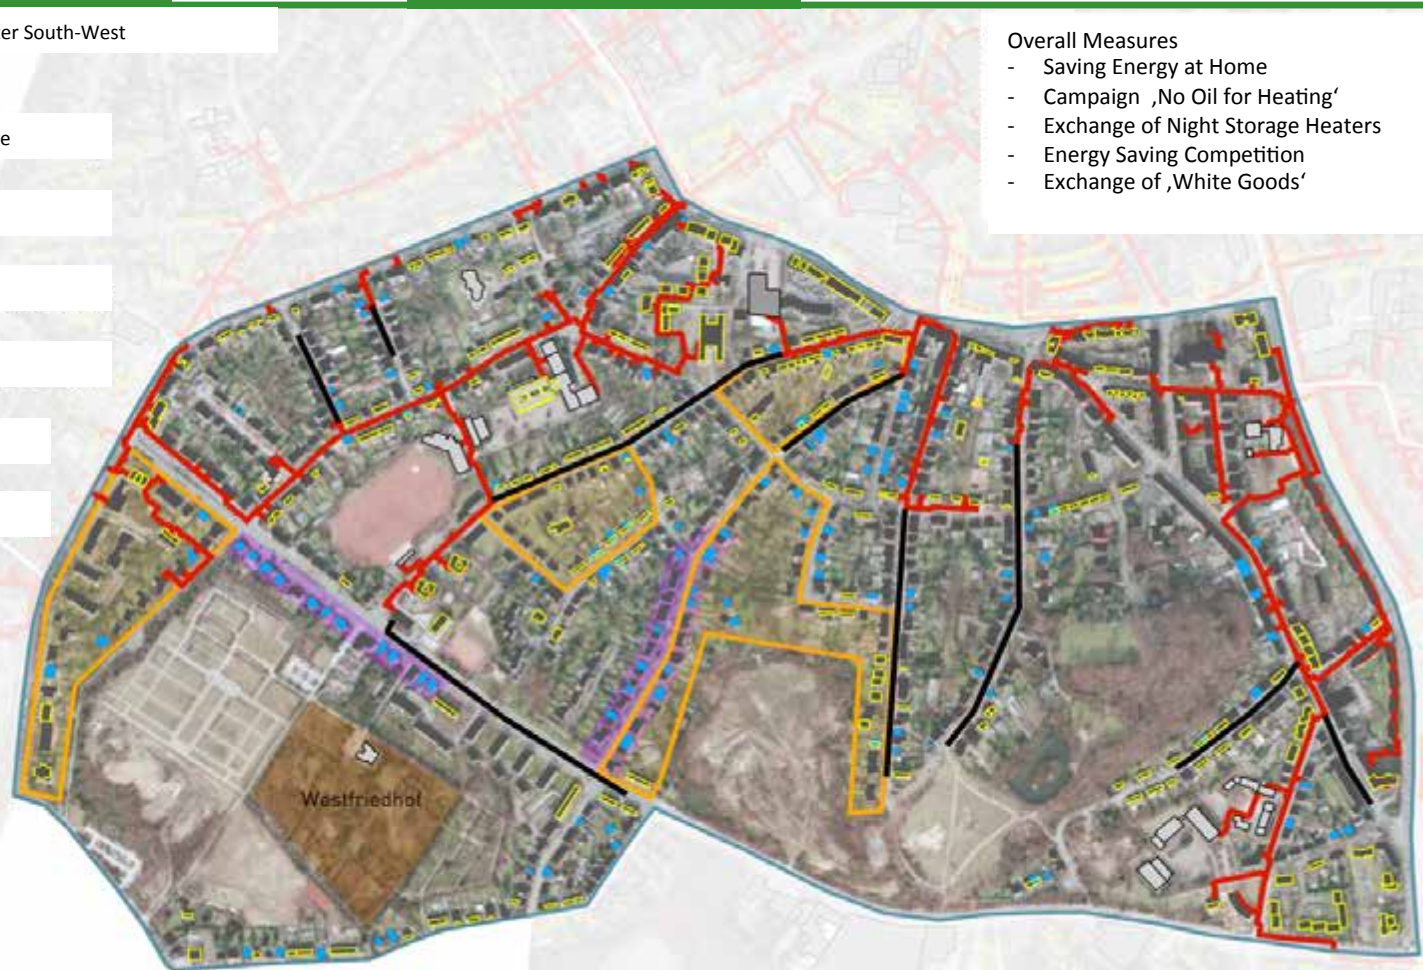 er South-West
e
Overall Measures
- Saving Energy at Home
- Campaign ‚No Oil for Heating‘
- Exchange of Night Storage Heaters
- Energy Saving Competition
- Exchange of ‚White Goods‘
Westfriedhof